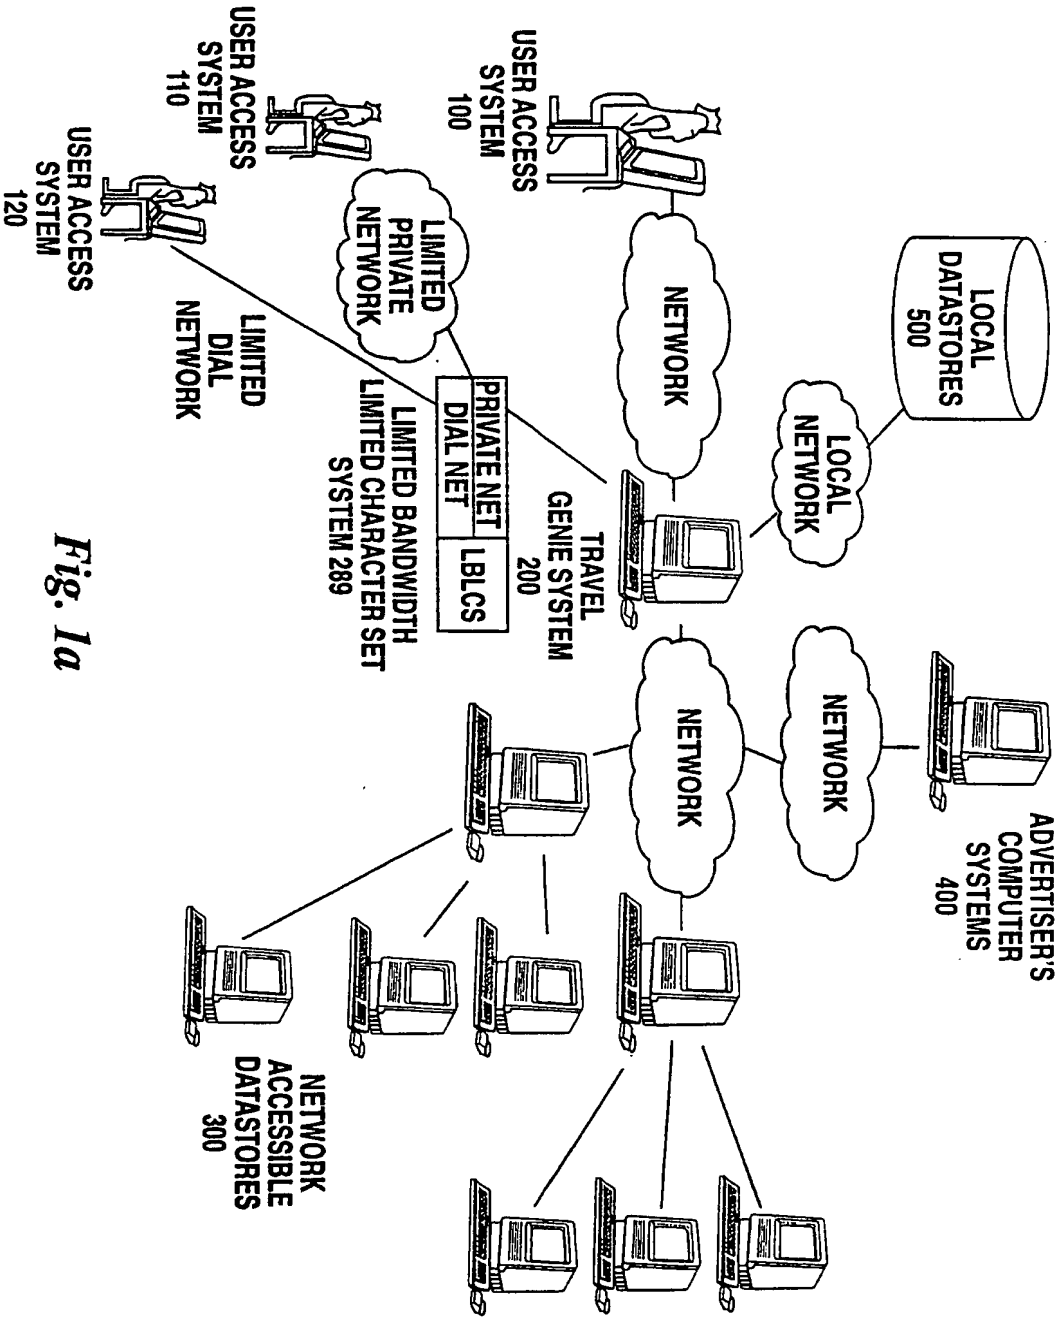 LOCAL
DATASTORES
500
ADVERTISER'S
COMPUTER
SYSTEMS
400
LOCAL
NETWORK
NETWORK
USER ACCESS
SYSTEM
100
NETWORK
NETWORK
TRAVEL
GENIE SYSTEM
200
USER ACCESS
SYSTEM
110
LIMITED
PRIVATE
NETWORK
PRIVATE NET
DIAL NET
LBLCS
LIMITED BANDWIDTH
LIMITED CHARACTER SET
SYSTEM 289
USER ACCESS
SYSTEM
120
LIMITED
DIAL
NETWORK
NETWORK
ACCESSIBLE
DATASTORES
300
Fig. 1a